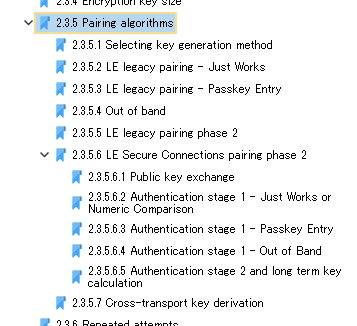 2.3.4 Encryption key size
2.3.5 Pairing algorithms
2.3.5.1 Selecting key generation method
2.3.5.2 LE legacy pairing - Just Works
2.3.5.3 LE legacy pairing - Passkey Entry
2.3.5.4 Out of band
2.3.5.5 LE legacy pairing phase 2
2.3.5.6 LE Secure Connections pairing phase 2
2.3.5.6.1 Public key exchange
2.3.5.6.2 Authentication stage 1 - Just Works or
Numeric Comparison
2.3.5.6.3 Authentication stage 1 - Passkey Entry
2.3.5.6.4 Authentication stage 1 - Out of Band
2.3.5.6.5 Authentication stage 2 and long term key
calculation
2.3.5.7 Cross-transport key derivation
2.3.6 Repeated attempts